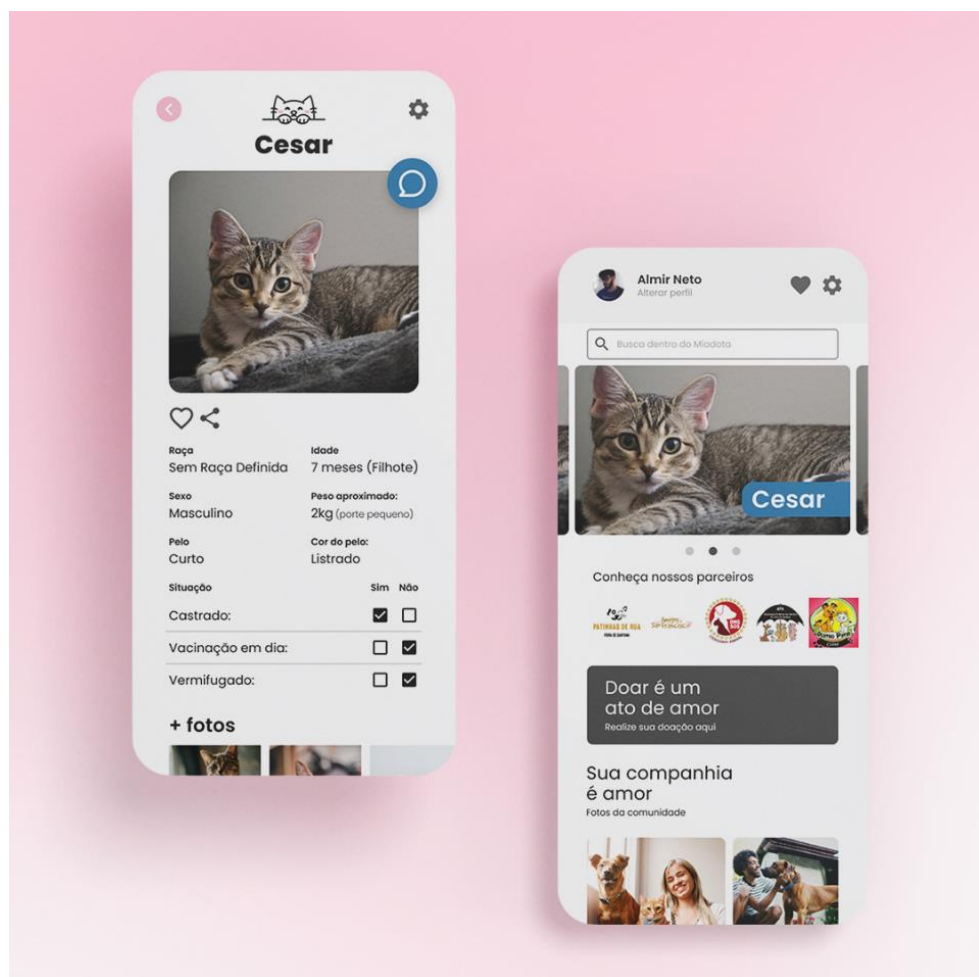 Cesar
Raça
Sem Raça Definida
Idade
7 meses (Filhote)
Sexo
Masculino
Peso aproximado:
2kg (porte pequeno)
Pelo
Curto
Cor do pelo:
Listrado
Situação
Sim Não
Castrado:
Vacinação em dia:
Vermifugado:
+ fotos
Almir Neto
Alterar perfil
Busca dentro do Miadota
Cesar
Conheça nossos parceiros
PATINHAS DE RUA
Doar é um
ato de amor
Realize sua doação aqui
Sua companhia
é amor
Fotos da comunidade